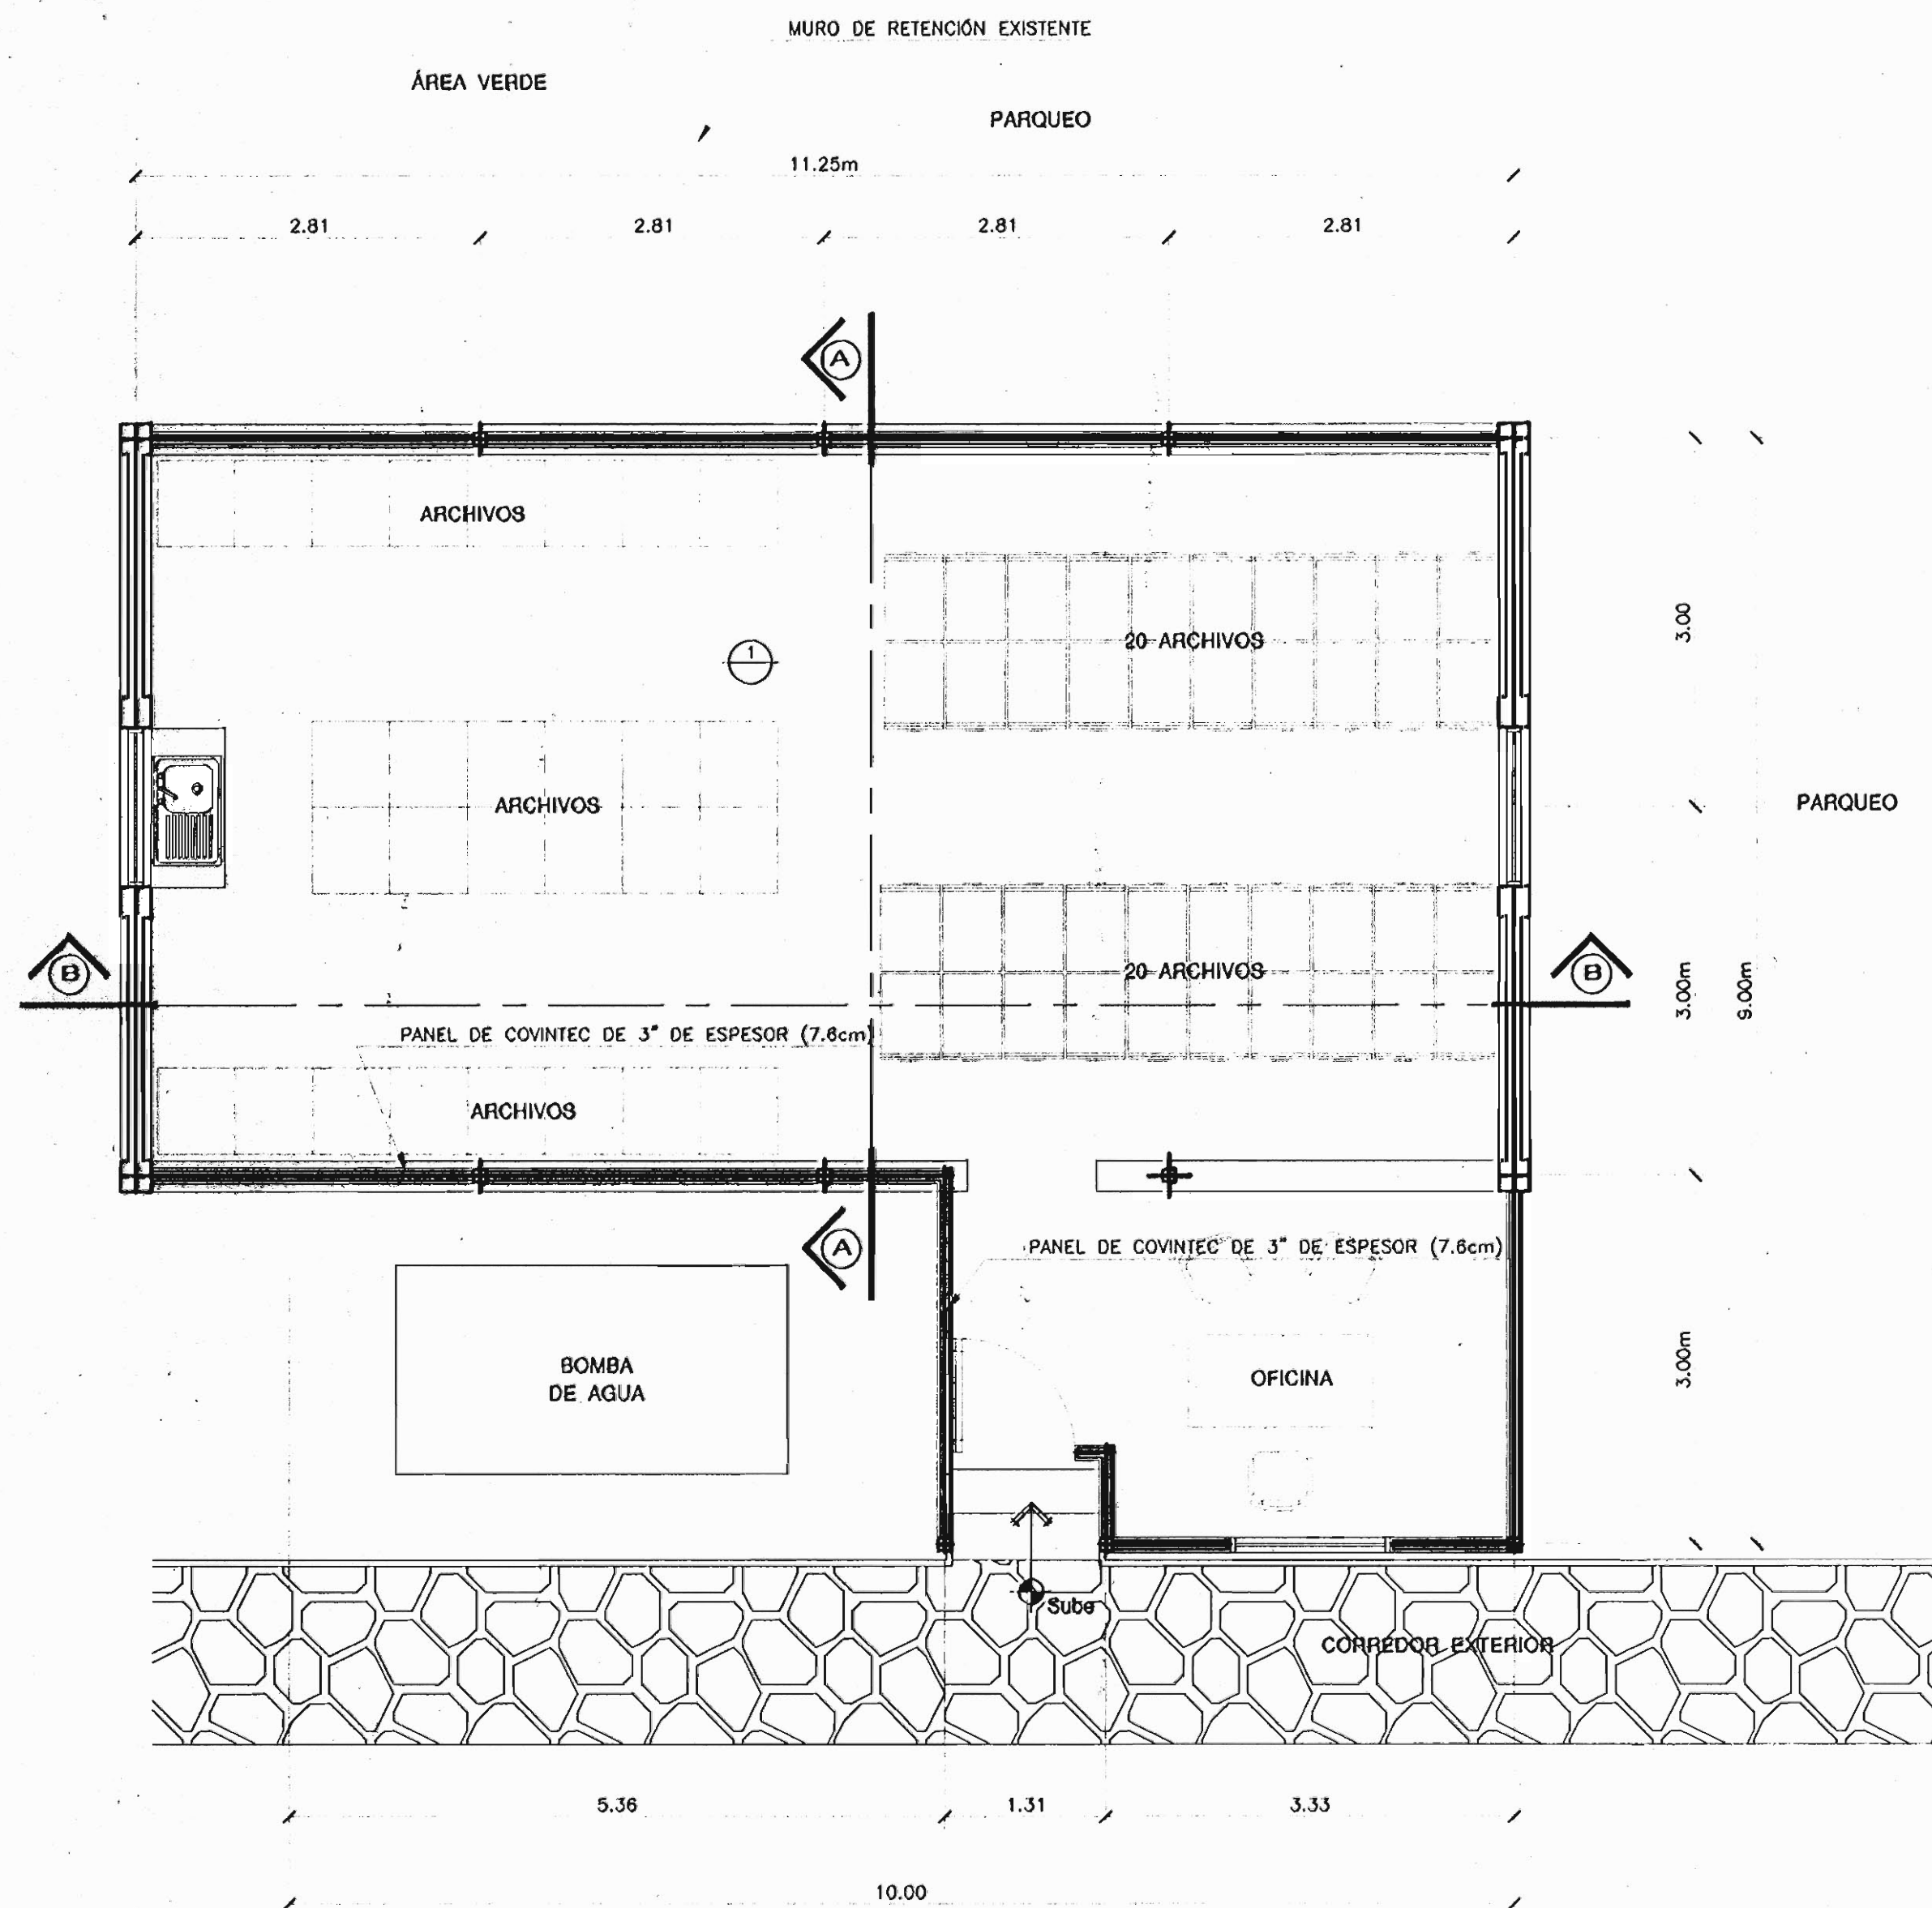 MURO DE RETENCIÓN EXISTENTE
ÁREA VERDE
PARQUEO
11.25m
2.81
2.81
2.81
2.81
A
ARCHIVOS
3.00
20 ARCHIVOS
1
PARQUEO
ARCHIVOS
B
20 ARCHIVOS
B
3.00m
9.00m
PANEL DE COVINTEC DE 3" DE ESPESOR (7.6cm)
ARCHIVOS
A
PANEL DE COVINTEC DE 3" DE ESPESOR (7.6cm)
3.00m
BOMBA
DE AGUA
OFICINA
Sube
CORREDOR EXTERIOR
5.36
1.31
3.33
10.00